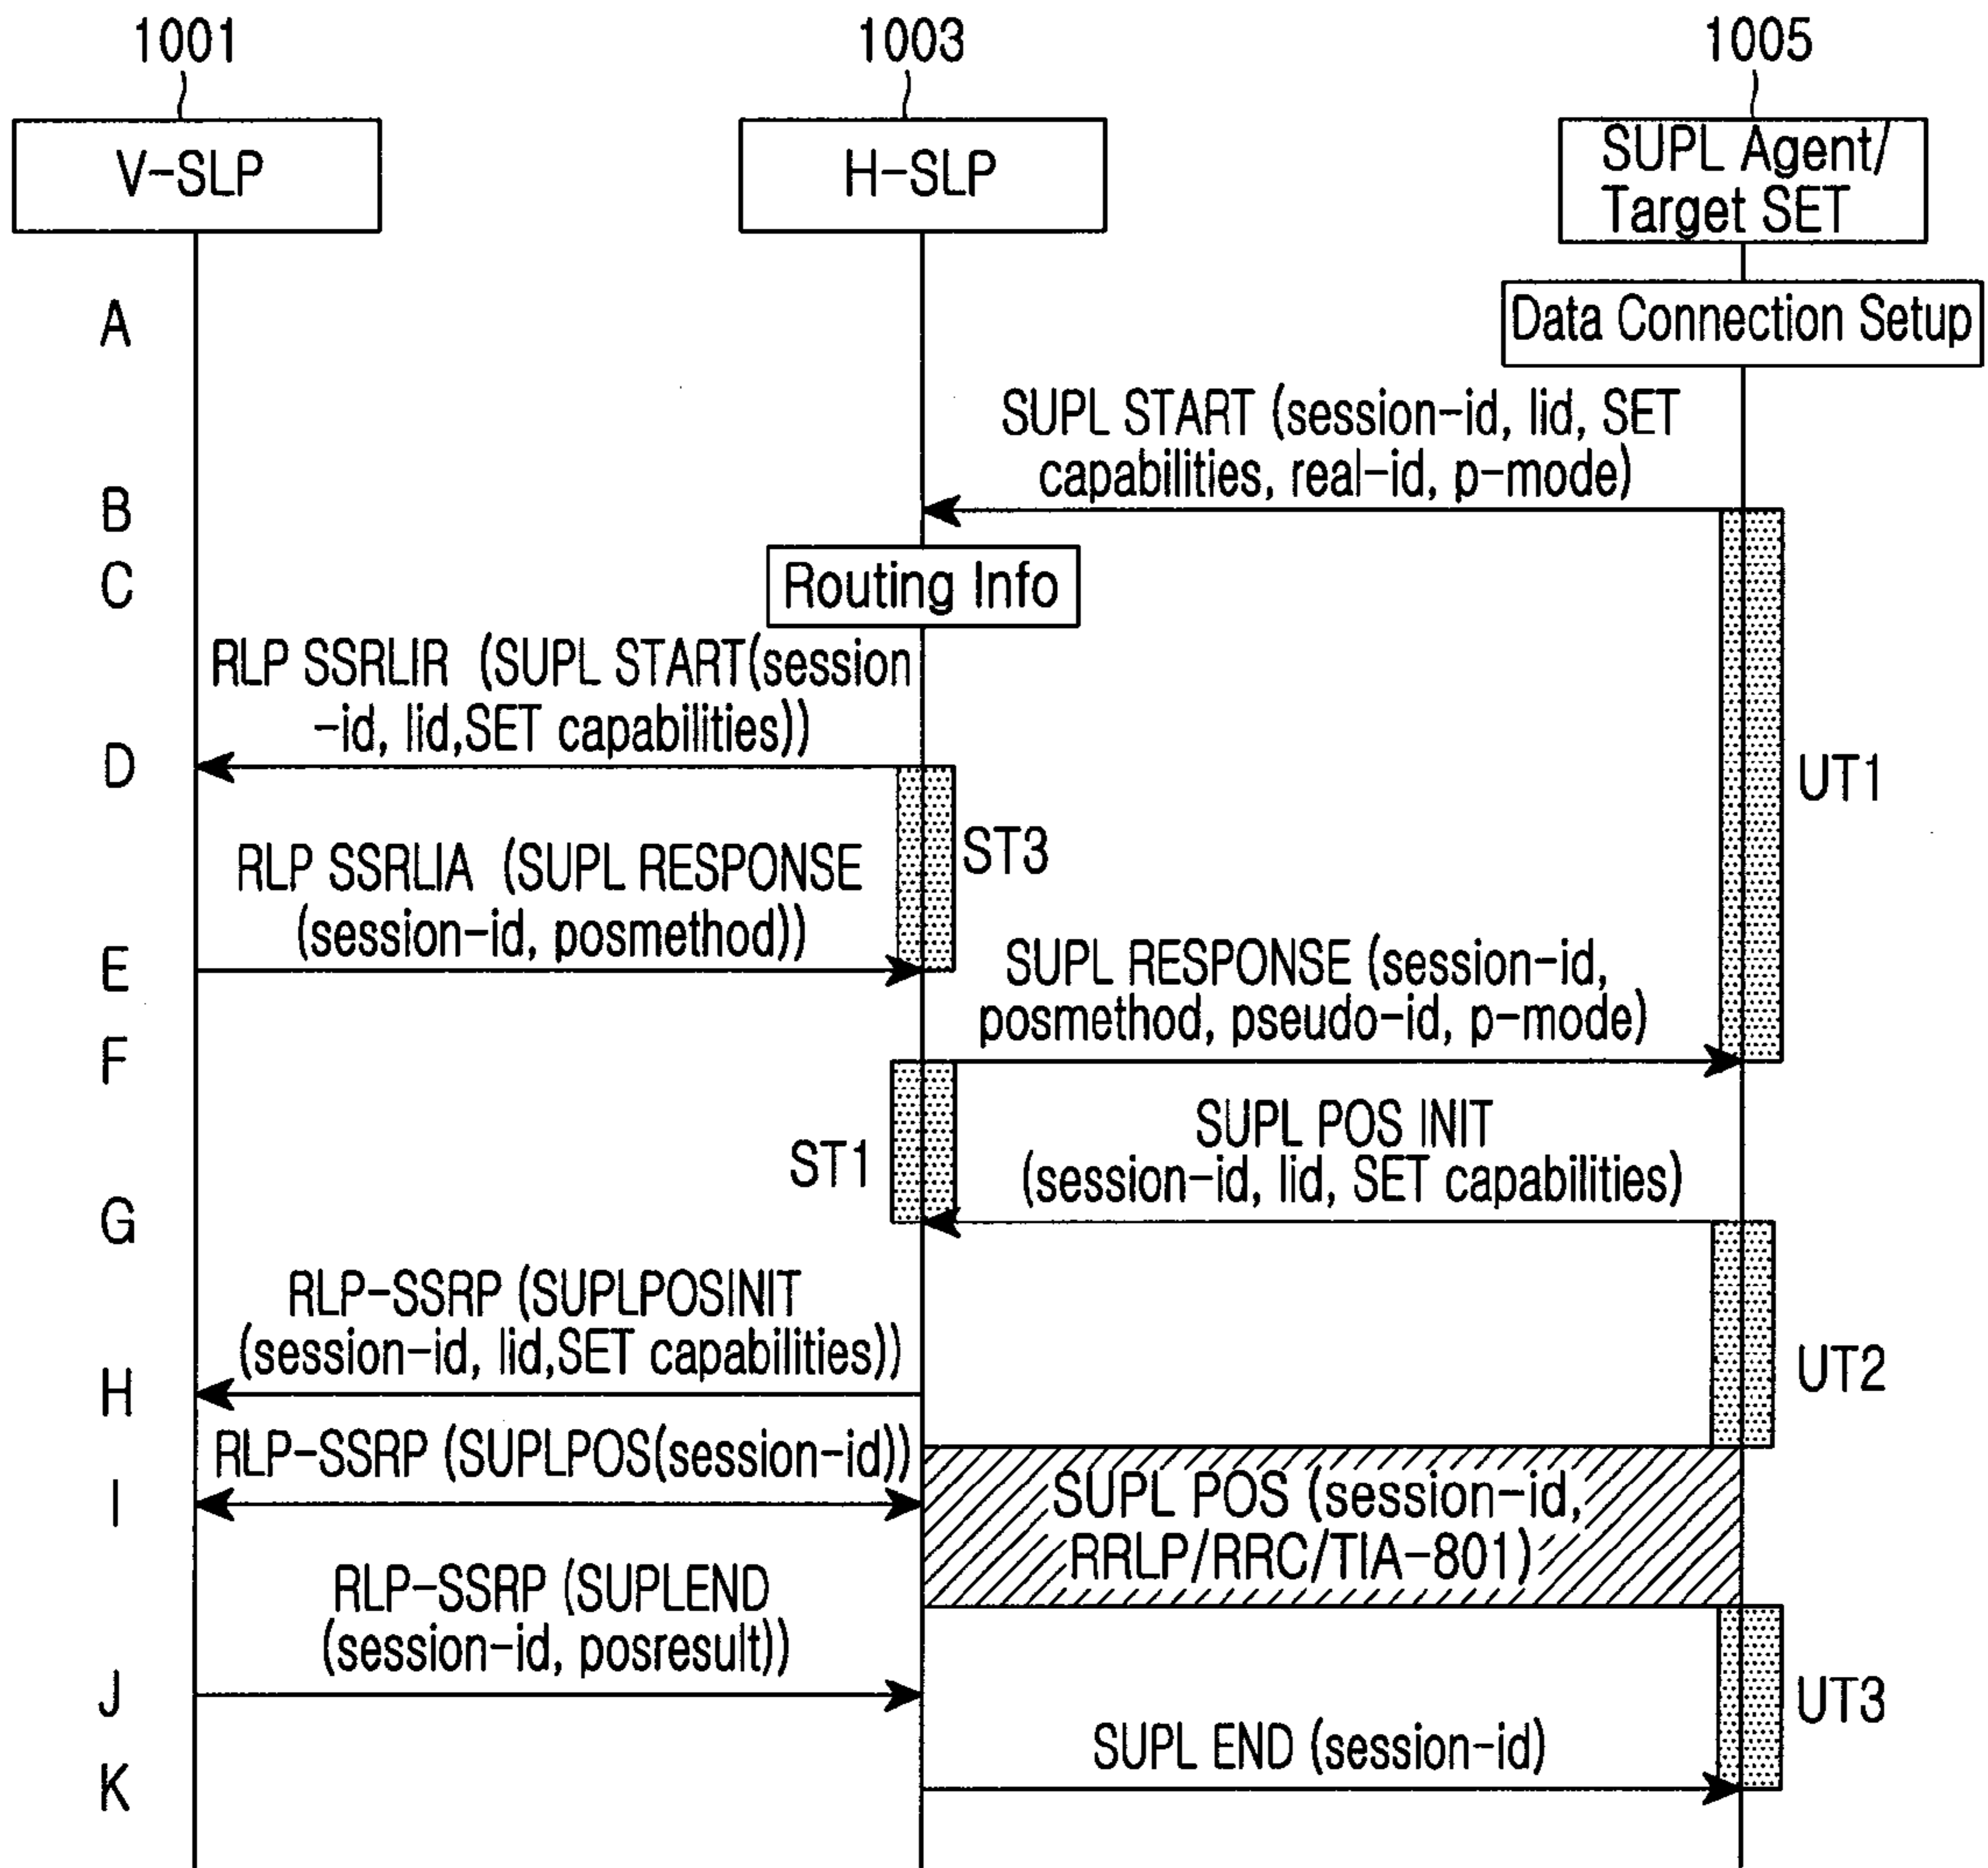 1001
1003
1005
V-SLP
H-SLP
SUPL Agent/
Target SET
A
Data Connection Setup
SUPL START (session-id, lid, SET
capabilities, real-id, p-mode)
B
C
Routing Info
RLP SSRLIR (SUPL START(session
-id, lid,SET capabilities))
D
UT1
ST3
RLP SSRLIA (SUPL RESPONSE
(session-id, posmethod))
E
SUPL RESPONSE (session-id,
posmethod, pseudo-id, p-mode)
F
ST1
SUPL POS INIT
(session-id, lid, SET capabilities)
G
RLP-SSRP (SUPLPOSINIT
(session-id, lid,SET capabilities))
H
UT2
RLP-SSRP (SUPLPOS(session-id))
I
SUPL POS (session-id,
RRLP/RRC/TIA-801)
RLP-SSRP (SUPLEND
(session-id, posresult))
J
UT3
SUPL END (session-id)
K